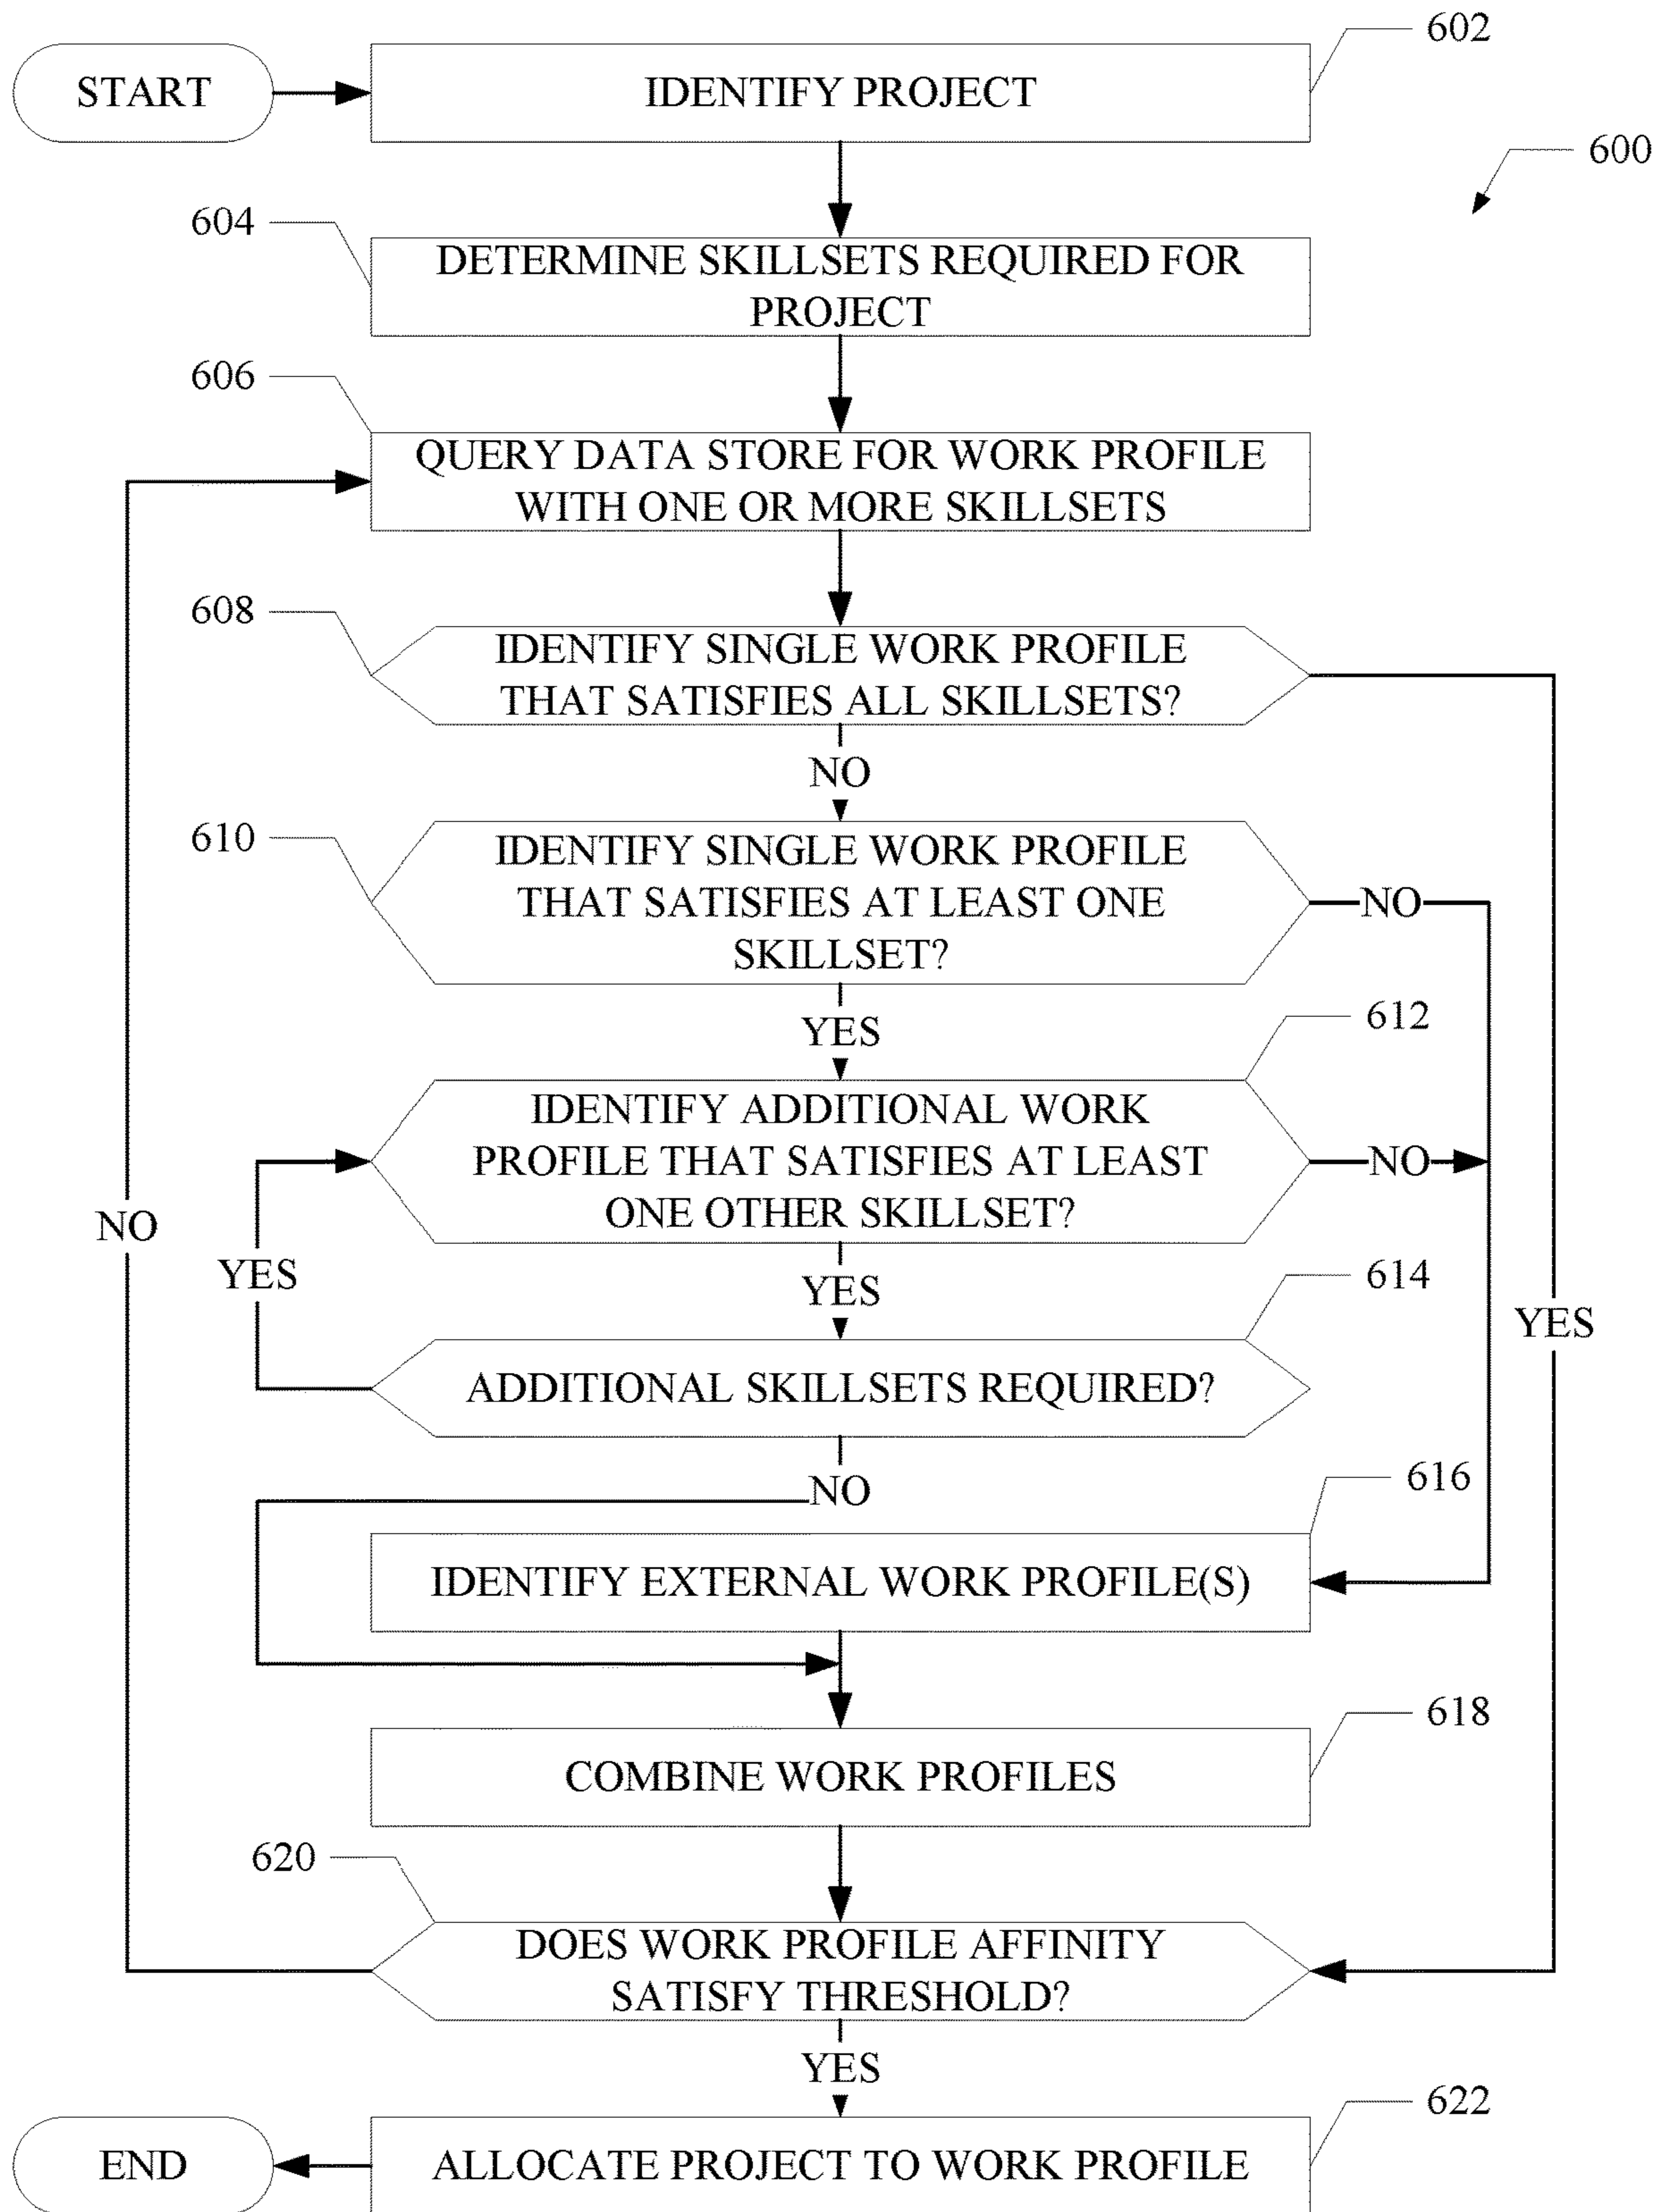 602
START
IDENTIFY PROJECT
600
604
DETERMINE SKILLSETS REQUIRED FOR
PROJECT
606
QUERY DATA STORE FOR WORK PROFILE
WITH ONE OR MORE SKILLSETS
608
IDENTIFY SINGLE WORK PROFILE
THAT SATISFIES ALL SKILLSETS?
NO
610
IDENTIFY SINGLE WORK PROFILE
THAT SATISFIES AT LEAST ONE
SKILLSET?
NO
YES
612
IDENTIFY ADDITIONAL WORK
PROFILE THAT SATISFIES AT LEAST
ONE OTHER SKILLSET?
NO
NO
YES
YES
614
YES
ADDITIONAL SKILLSETS REQUIRED?
NO
616
IDENTIFY EXTERNAL WORK PROFILE(S)
618
COMBINE WORK PROFILES
620
DOES WORK PROFILE AFFINITY
SATISFY THRESHOLD?
YES
622
END
ALLOCATE PROJECT TO WORK PROFILE